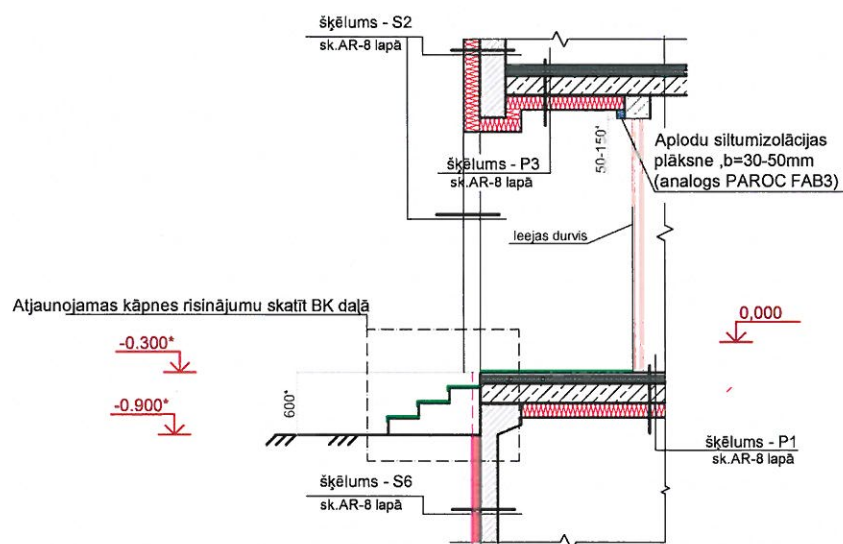 šķēlums - S2
sk.AR-8 lapā
šķēlums - P3
sk.AR-8 lapā
50-150*
Aplodu siltumizolācijas
plāksne ,b=30-50mm
(analogs PAROC FAB3)
Ieejas durvis
Atjaunojamas kāpnes risinājumu skatīt BK daļā
0,000
-0.300*
-0.900*
600*
šķēlums - P1
sk.AR-8 lapā
šķēlums - S6
sk.AR-8 lapā